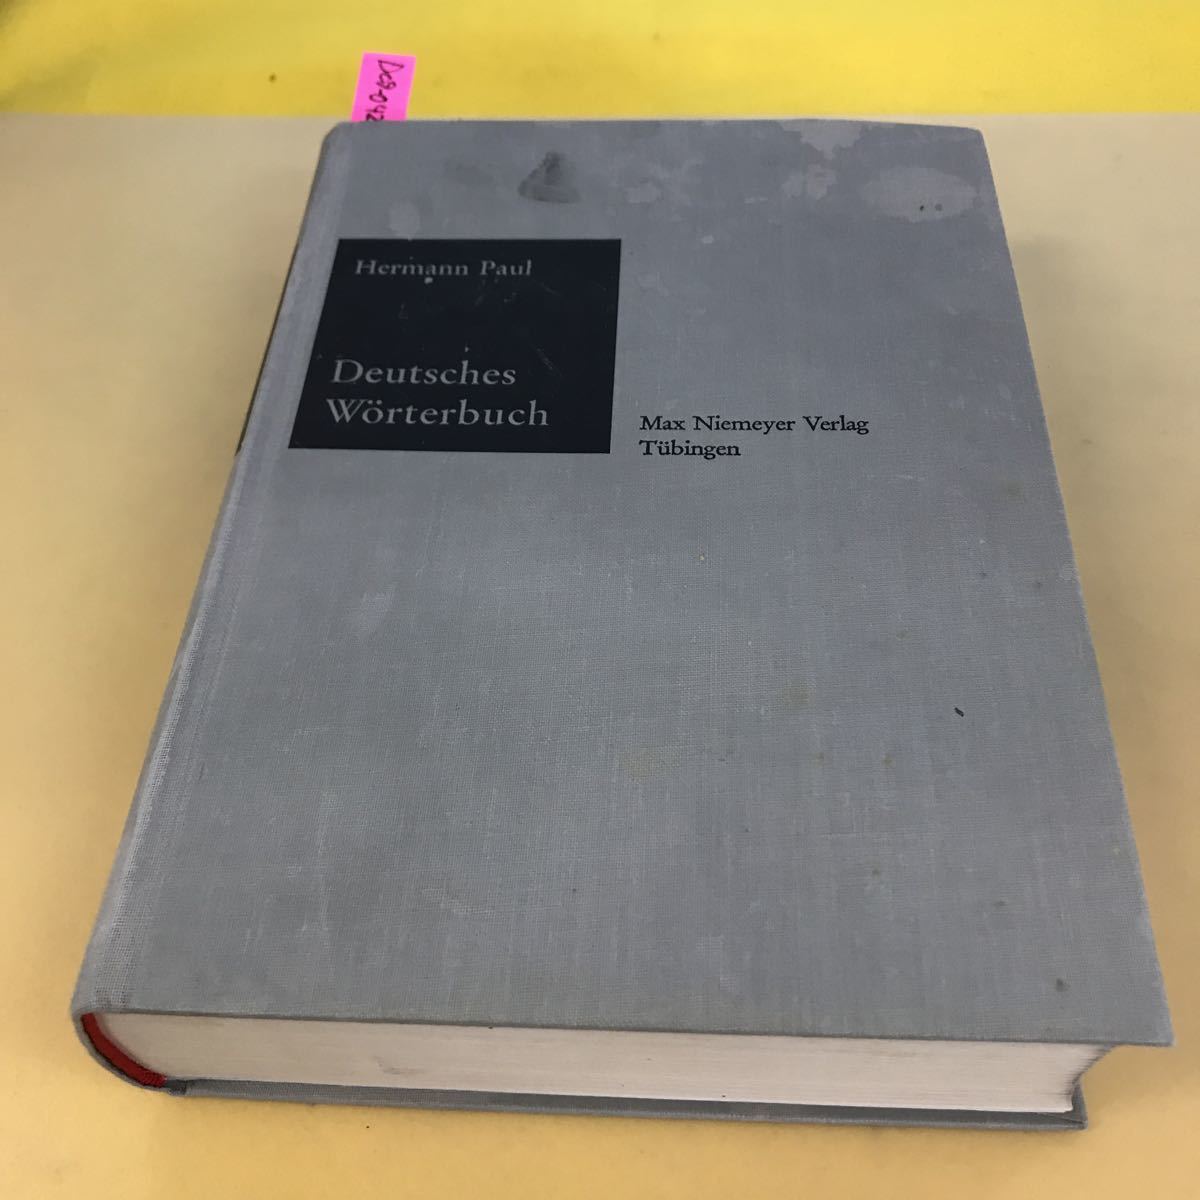 Hermann Paul
Deutsches
Wörterbuch
Max Niemeyer Verlag
Tübingen